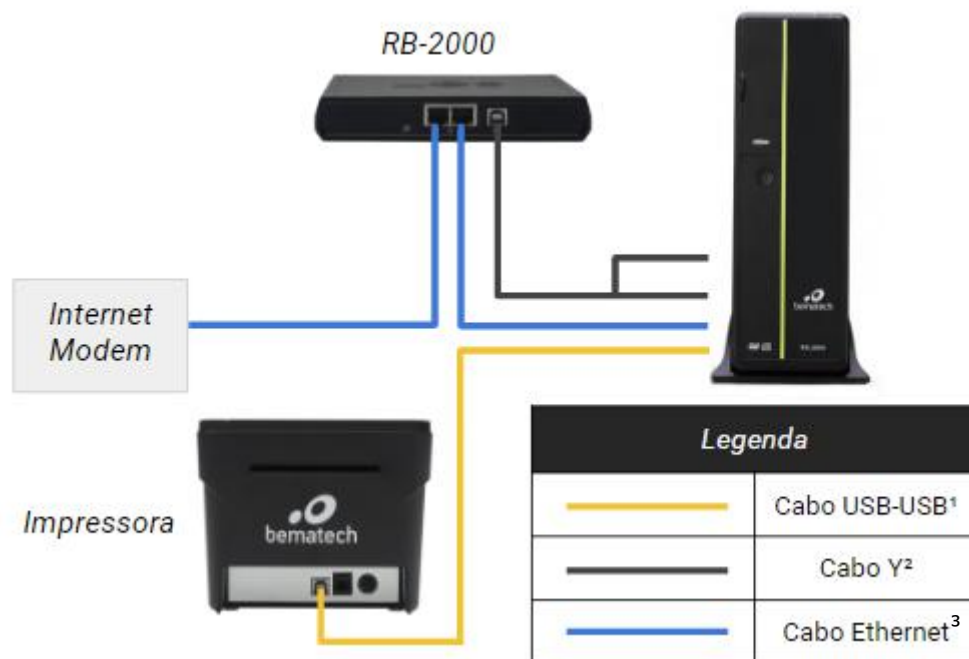 RB-2000
bematech
Internet
Modem
Impressora
bematech
Legenda
Cabo USB-USB¹
Cabo Y²
Cabo Ethernet³